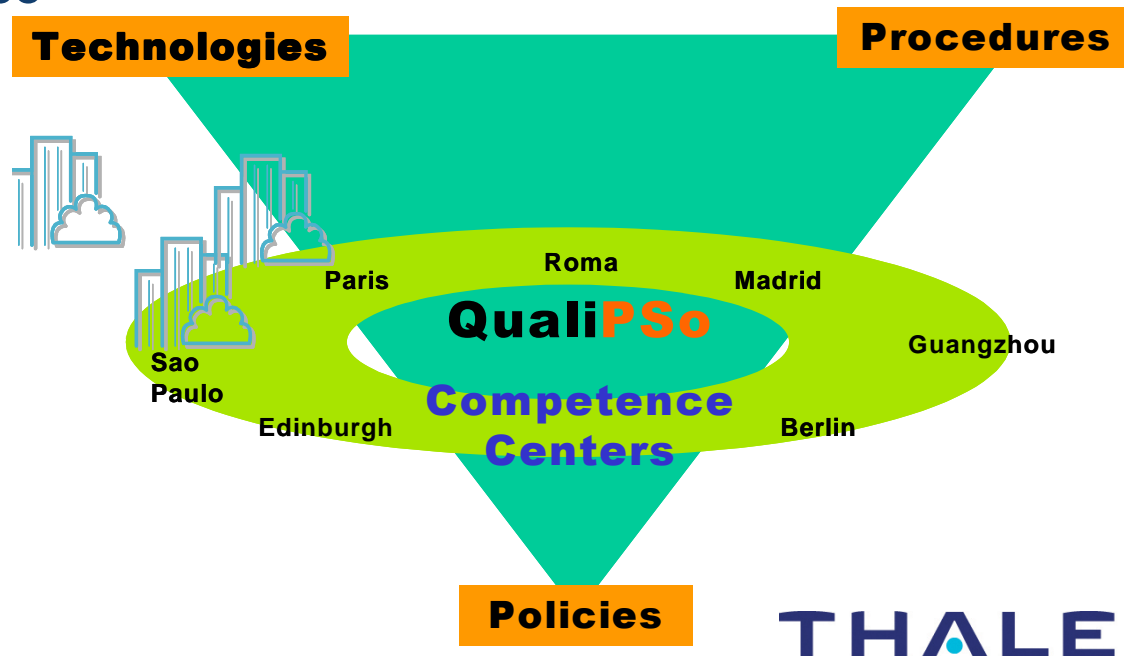 Technologies
Procedures
Roma
Paris
Madrid
QualiPSo
Guangzhou
Sao
Paulo
Competence
Edinburgh
Berlin
Centers
Policies
THALE